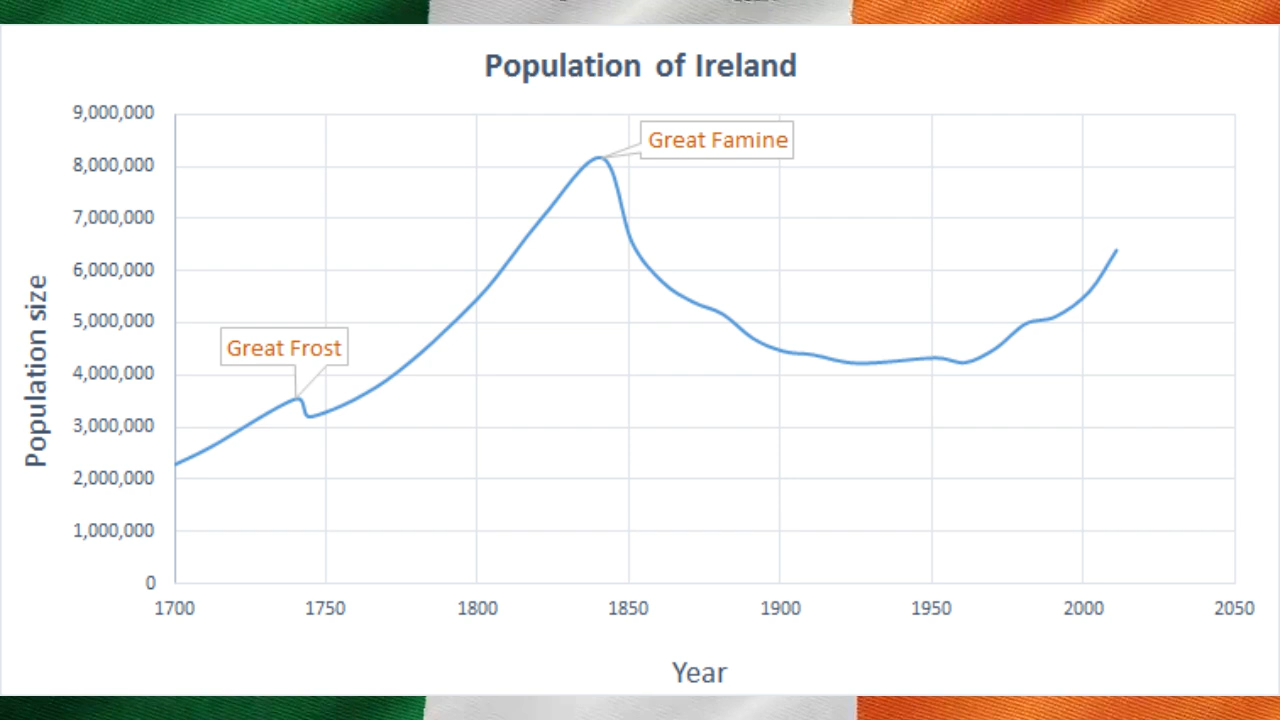 Population of Ireland
9,000,000
8,000,000
7,000,000
6,000,000
5,000,000
4,000,000
3,000,000
2,000,000
1,000,000
0
Population size
Great Famine
Great Frost
1700 1750 1800 1850 1900 1950 2000 2050
Year